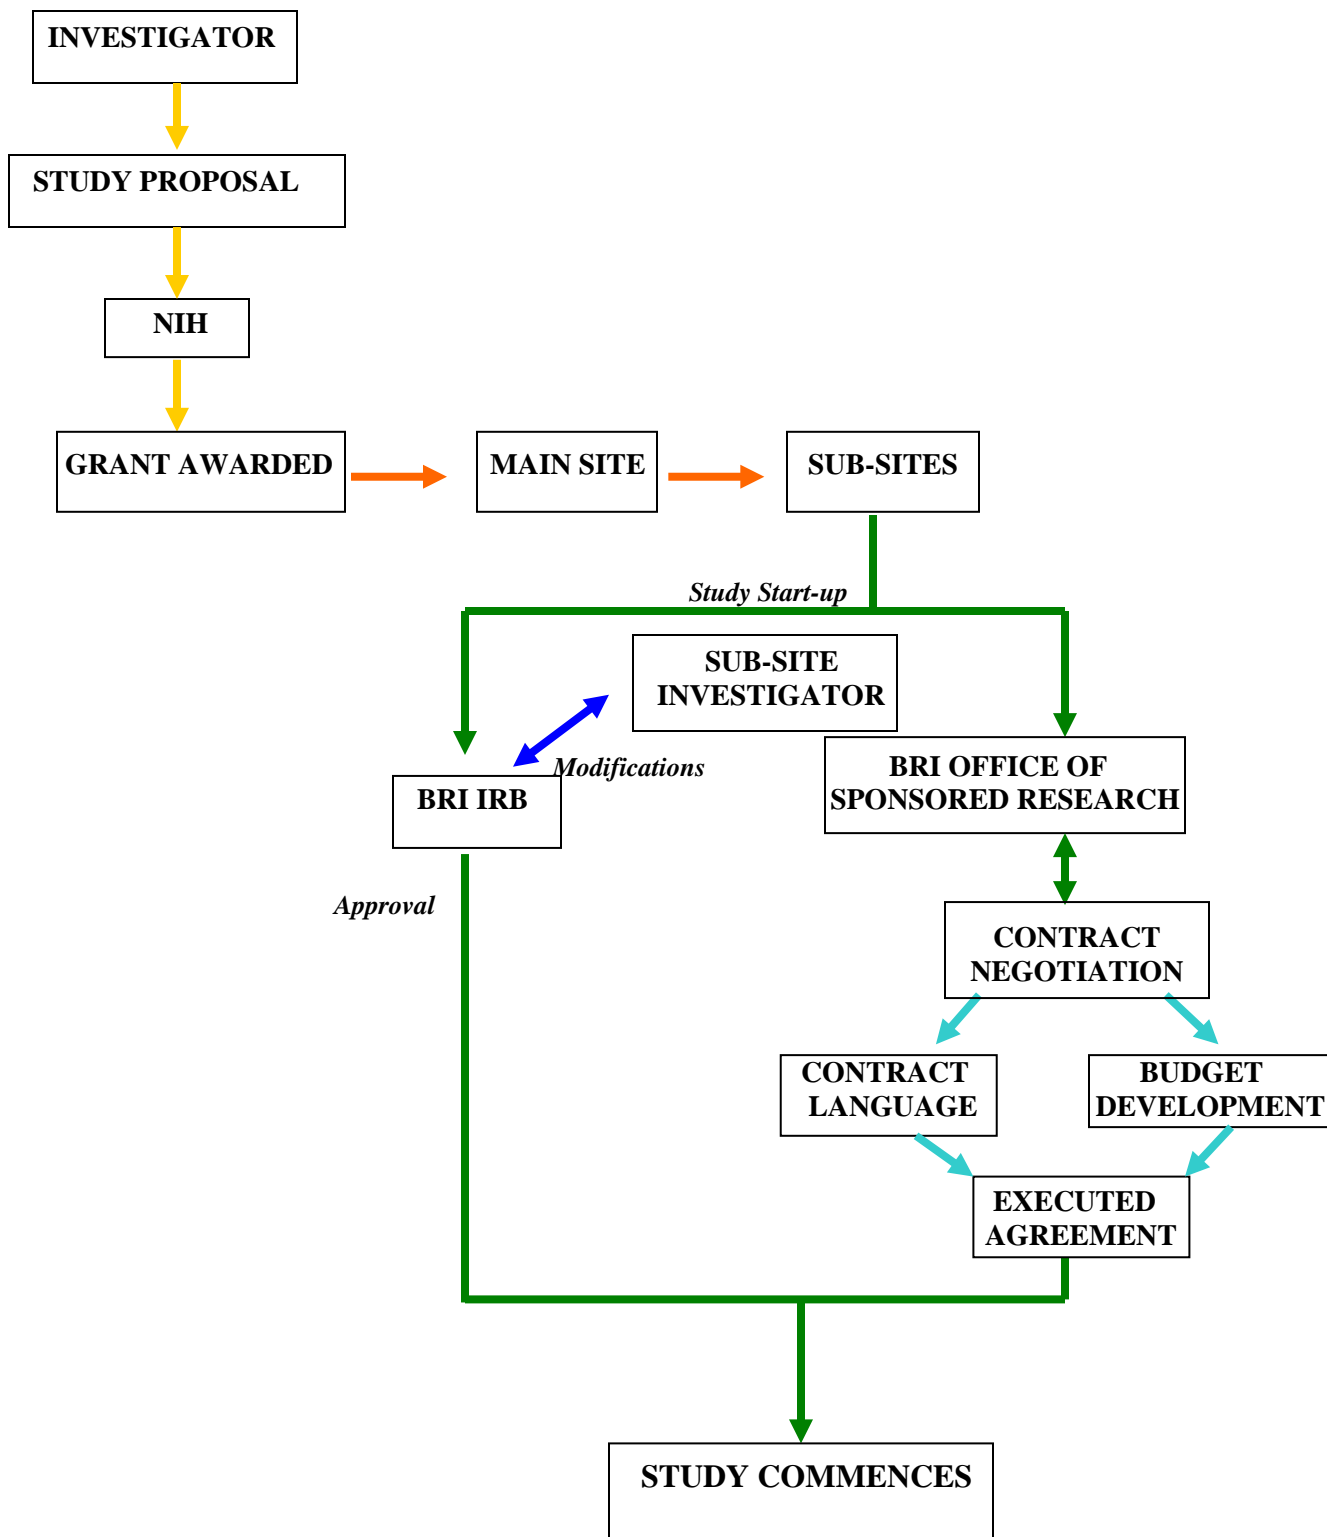 INVESTIGATOR
STUDY PROPOSAL
NIH
GRANT AWARDED
MAIN SITE
SUB-SITES
Study Start-up
SUB-SITE
INVESTIGATOR
Modifications
BRI IRB
BRI OFFICE OF
SPONSORED RESEARCH
Approval
CONTRACT
NEGOTIATION
CONTRACT
LANGUAGE
BUDGET
DEVELOPMENT
EXECUTED
AGREEMENT
STUDY COMMENCES